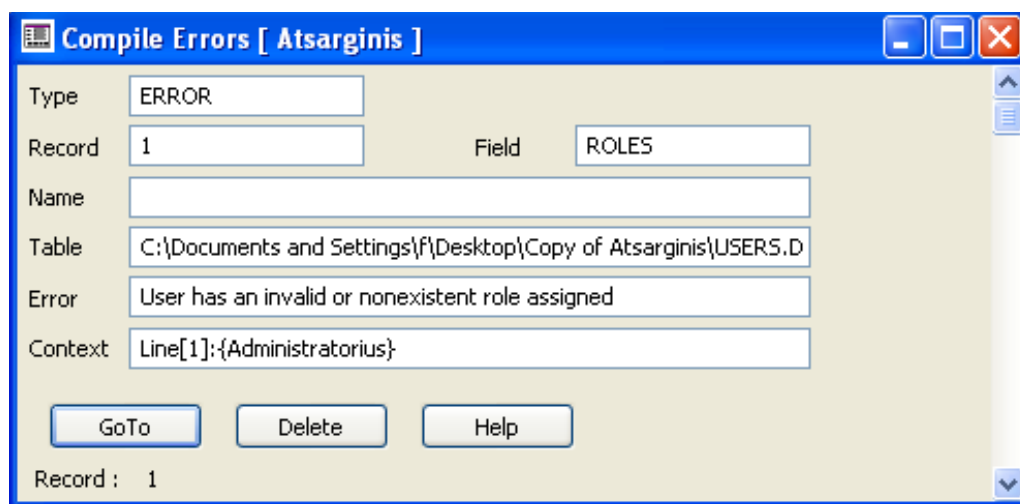 Compile Errors [ Atsarginis ]
Type ERROR
Record 1 Field ROLES
Name
Table C:\Documents and Settings\f\Desktop\Copy of Atsarginis\USERS.D
Error User has an invalid or nonexistent role assigned
Context Line[1]:{Administratorius}
GoTo Delete Help
Record : 1